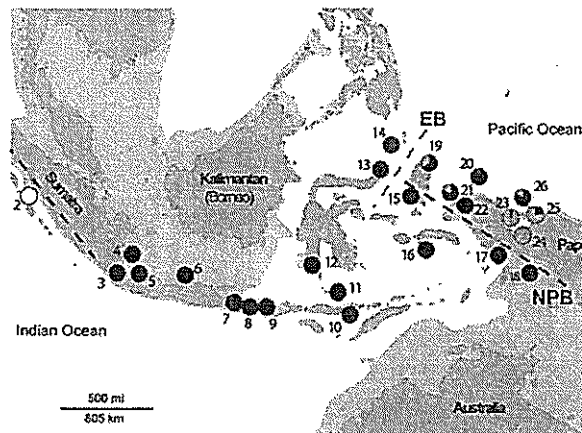 EB
Pacific Ocean
14
19
13
20
26
Kalimantan
(Borneo)
21
25
Sumatra
15
22
23
2
24
Pap
4
12
16
17
3
5
6
18
11
NPB
7
8
9
10
Indian Ocean
500 mi
805 km
Australia